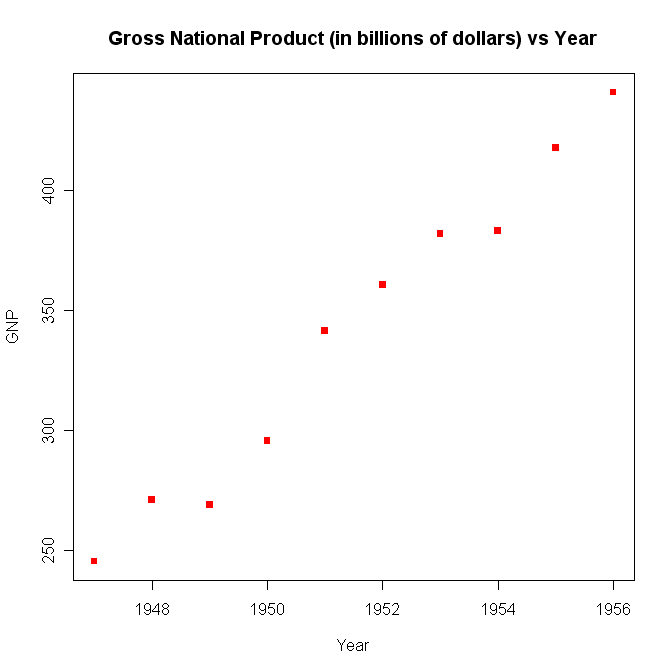 Gross National Product (in billions of dollars) vs Year
400
350
300
250
GNP
1948 1950 1952 1954 1956
Year